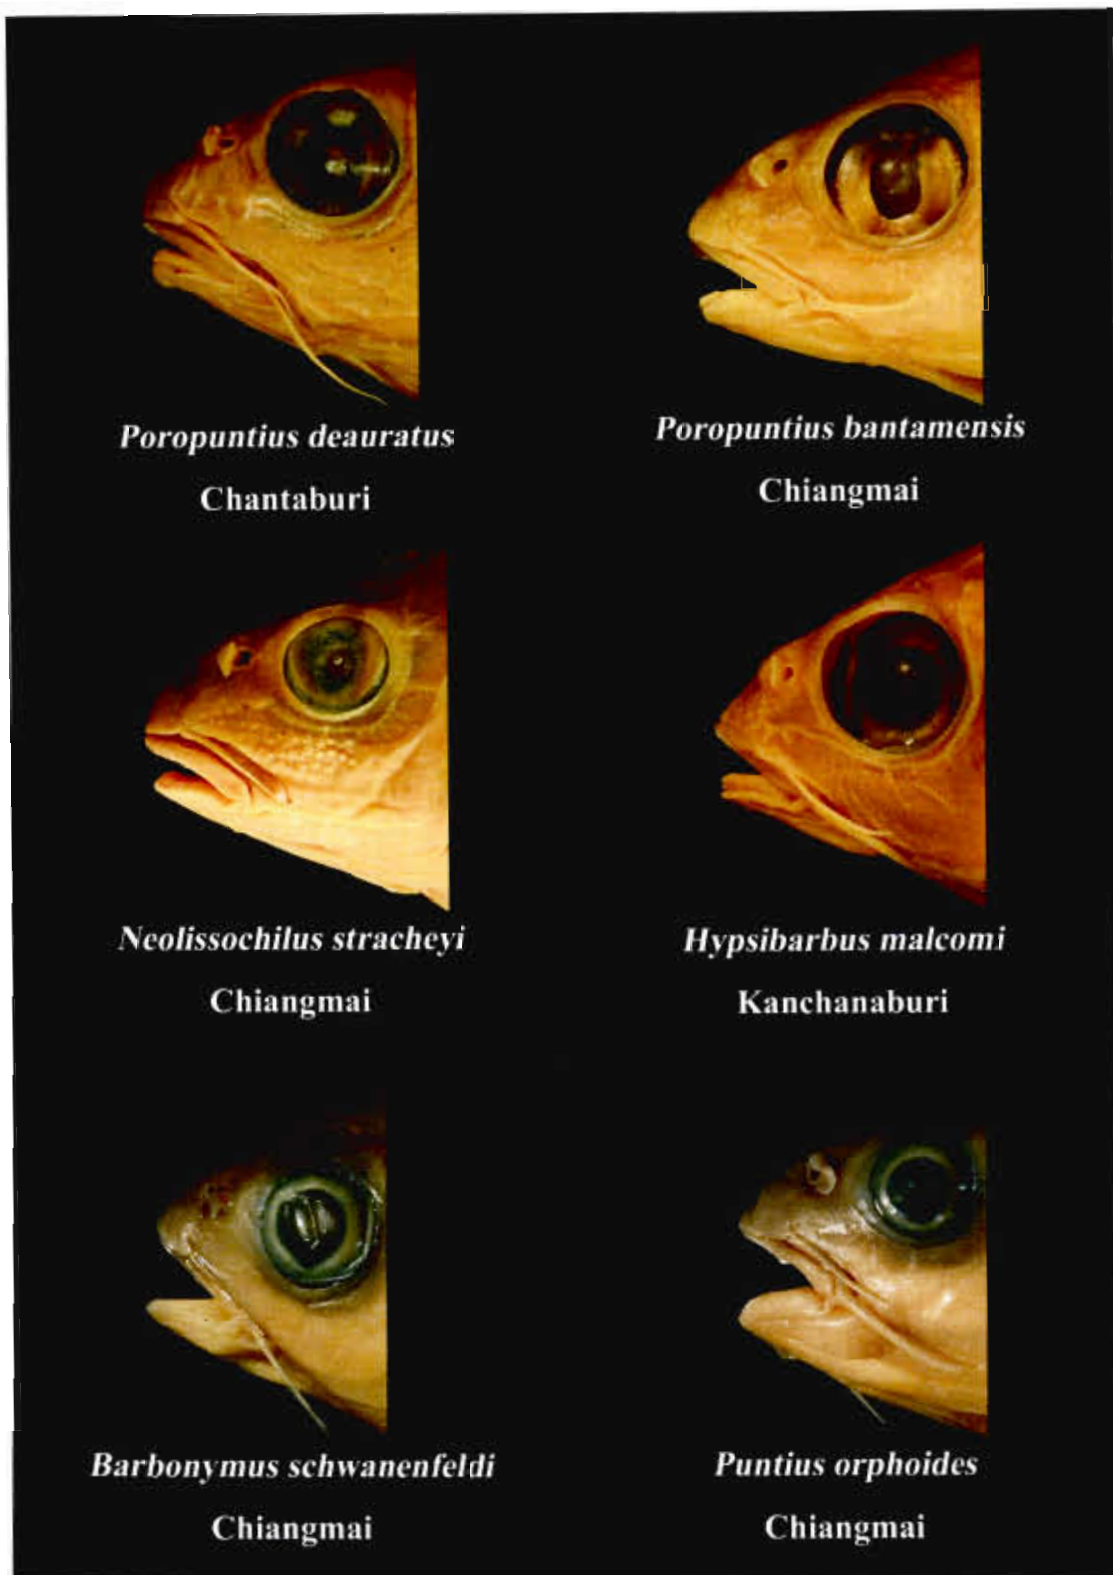 Poropuntius deauratus
Chantaburi
Poropuntius bantamensis
Chiangmai
Neolissochilus stracheyi
Chiangmai
Hypsibarbus malcomi
Kanchanaburi
Barbonymus schwanenfeldi
Chiangmai
Puntius orphoides
Chiangmai